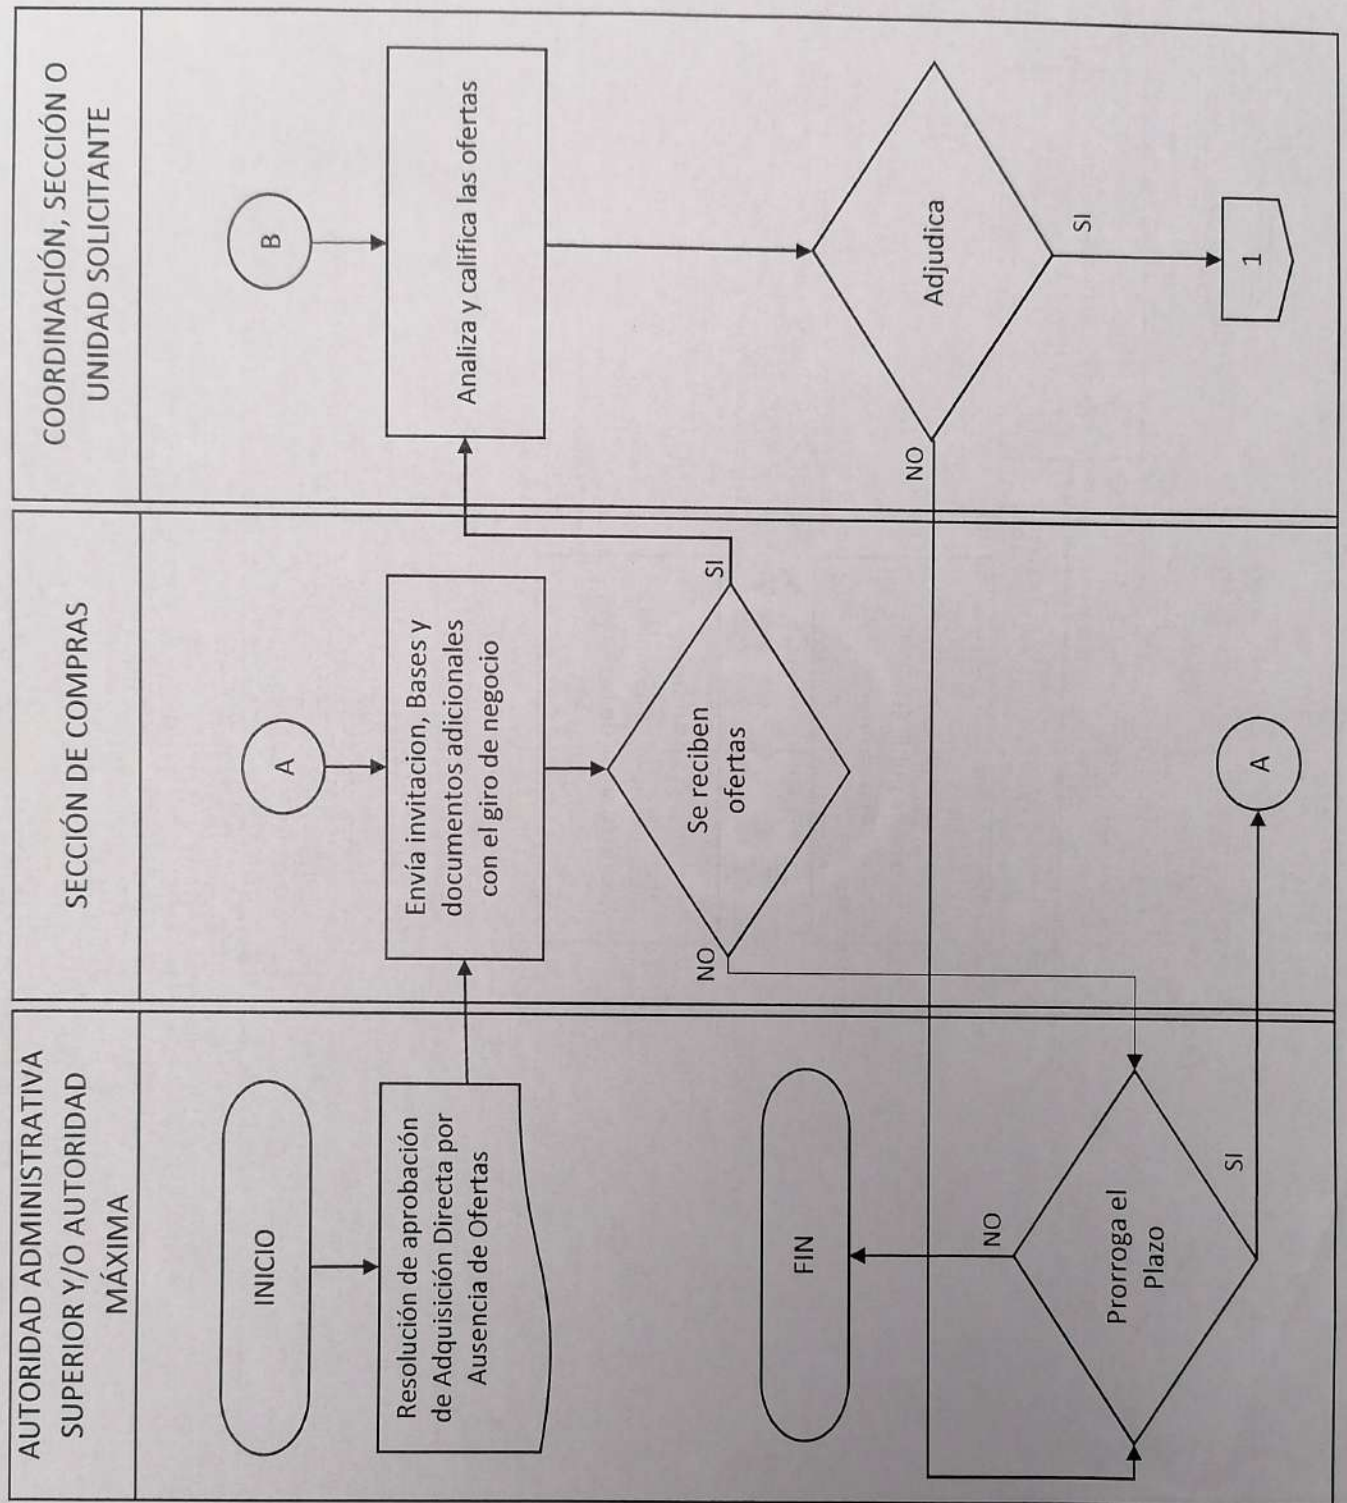 AUTORIDAD ADMINISTRATIVA
SUPERIOR Y/O AUTORIDAD
MÁXIMA
INICIO
Resolución de aprobación
de Adquisición Directa por
Ausencia de Ofertas
FIN
NO
Prorroga el
Plazo
SI
SECCIÓN DE COMPRAS
A
Envía invitacion, Bases y
documentos adicionales
con el giro de negocio
NO
Se reciben
ofertas
SI
A
COORDINACIÓN, SECCIÓN O
UNIDAD SOLICITANTE
B
Analiza y califica las ofertas
NO
Adjudica
SI
1